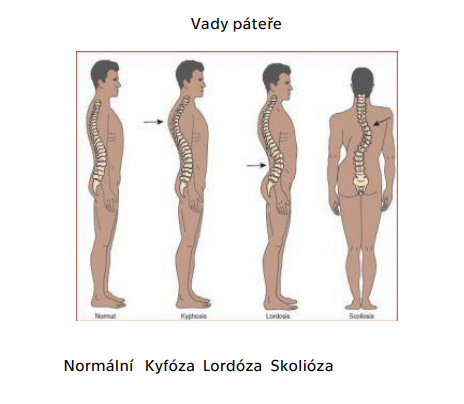 Vady páteře
Normal Kyphosis Lordosis Scoliosis
Normální Kyfóza Lordóza Skolióza